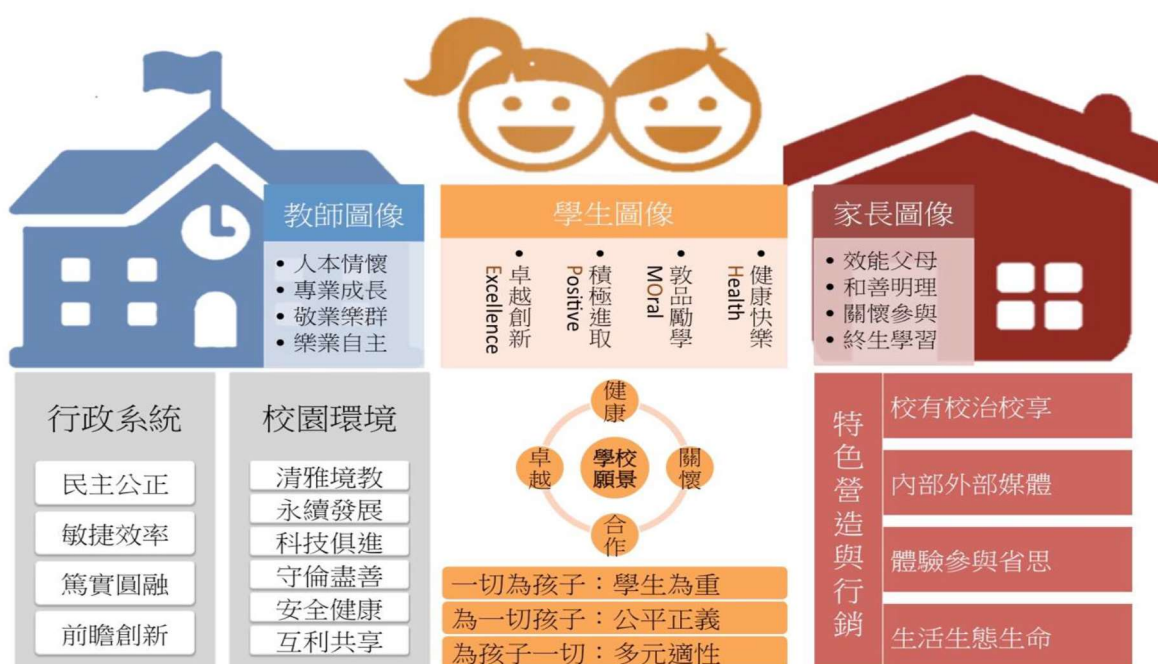 教師圖像
• 人本情懷
• 專業成長
• 敬業樂群
• 樂業自主
學生圖像
• 健康快樂
Health
• 敦品勵學
MOral
• 積極進取
Positive
• 卓越創新
Excellence
家長圖像
• 效能父母
• 和善明理
• 關懷參與
• 終生學習
行政系統
民主公正
敏捷效率
篤實圓融
前瞻創新
校園環境
清雅境教
永續發展
科技俱進
守倫盡善
安全健康
互利共享
健康
卓越
學校
願景
關懷
合作
一切為孩子：學生為重
為一切孩子：公平正義
為孩子一切：多元適性
特色營造與行銷
校有校治校享
內部外部媒體
體驗參與省思
生活生態生命